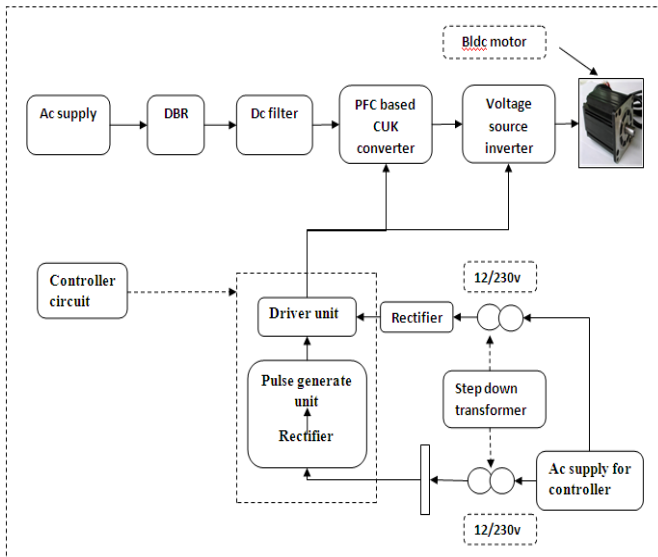 Bldc motor
Ac supply
DBR
Dc filter
PFC based
CUK
converter
Voltage
source
inverter
Controller
circuit
12/230v
Driver unit
Rectifier
Pulse generate
unit
Rectifier
Step down
transformer
Ac supply for
controller
12/230v